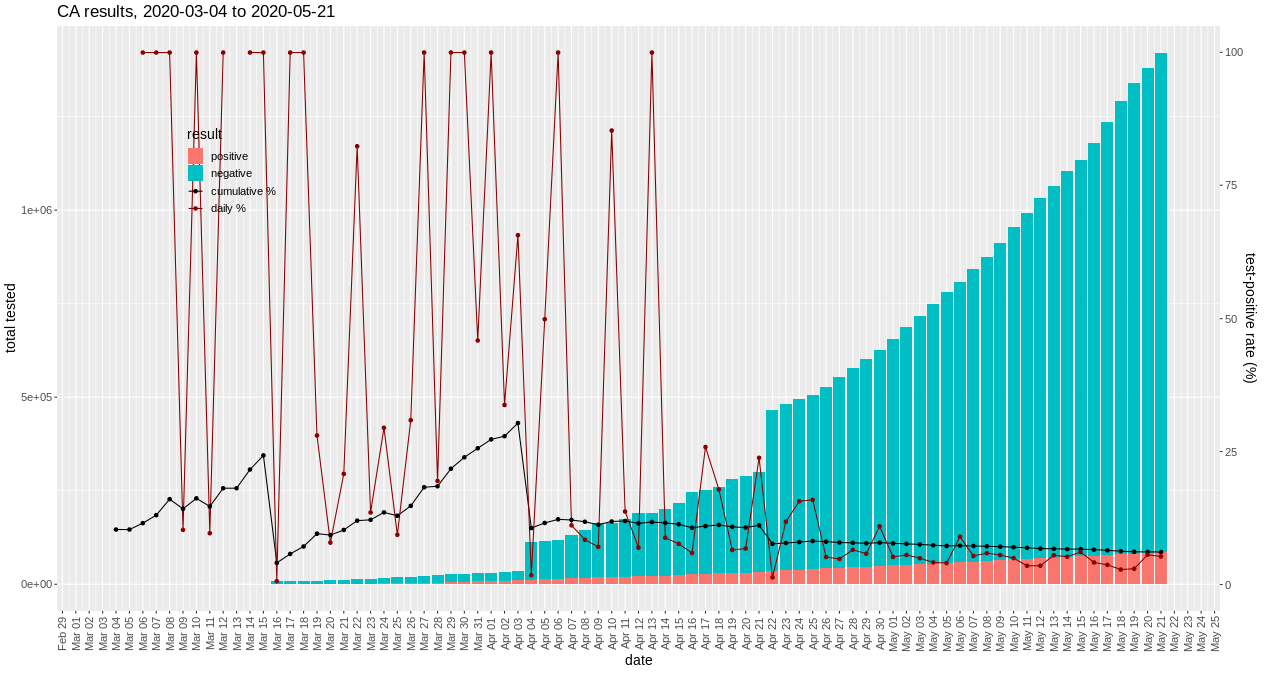 CA results, 2020-03-04 to 2020-05-21
result
positive
negative
cumulative %
daily %
total tested
1e+06
5e+05
0e+00
100
75
50
25
0
test-positive rate (%)
Feb 29
Mar 01
Mar 02
Mar 03
Mar 04
Mar 05
Mar 06
Mar 07
Mar 08
Mar 09
Mar 10
Mar 11
Mar 12
Mar 13
Mar 14
Mar 15
Mar 16
Mar 17
Mar 18
Mar 19
Mar 20
Mar 21
Mar 22
Mar 23
Mar 24
Mar 25
Mar 26
Mar 27
Mar 28
Mar 29
Mar 30
Mar 31
Apr 01
Apr 02
Apr 03
Apr 04
Apr 05
Apr 06
Apr 07
Apr 08
Apr 09
Apr 10
Apr 11
Apr 12
Apr 13
Apr 14
Apr 15
Apr 16
Apr 17
Apr 18
Apr 19
Apr 20
Apr 21
Apr 22
Apr 23
Apr 24
Apr 25
Apr 26
Apr 27
Apr 28
Apr 29
Apr 30
May 01
May 02
May 03
May 04
May 05
May 06
May 07
May 08
May 09
May 10
May 11
May 12
May 13
May 14
May 15
May 16
May 17
May 18
May 19
May 20
May 21
May 22
May 23
May 24
May 25
date